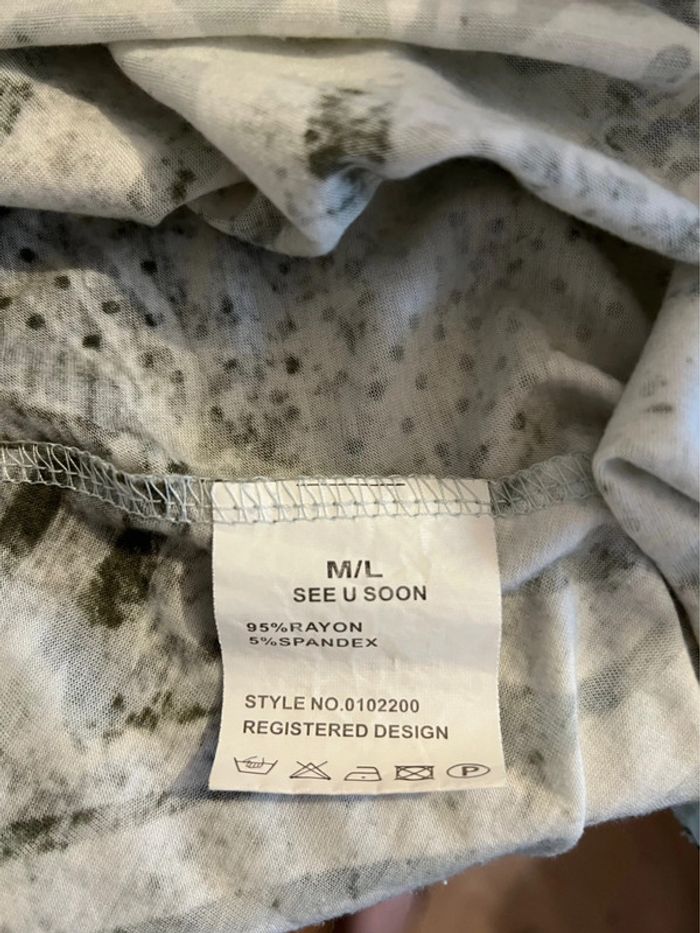 M/L
SEE U SOON
95%RAYON
5%SPANDEX
STYLE NO.0102200
REGISTERED DESIGN
P